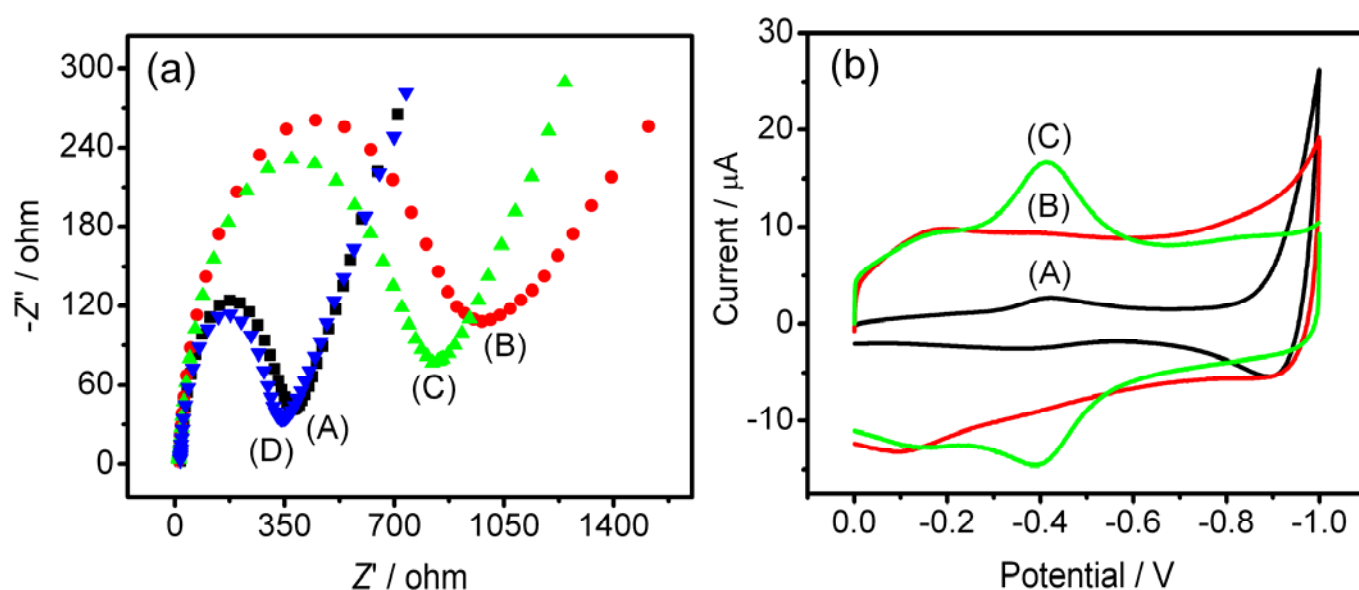 (a)
300
240
180
120
60
0
-Z'' / ohm
(B)
(C)
(A)
(D)
0 350 700 1050 1400
Z' / ohm
(b)
30
20
10
0
-10
Current / μA
(C)
(B)
(A)
0.0 -0.2 -0.4 -0.6 -0.8 -1.0
Potential / V